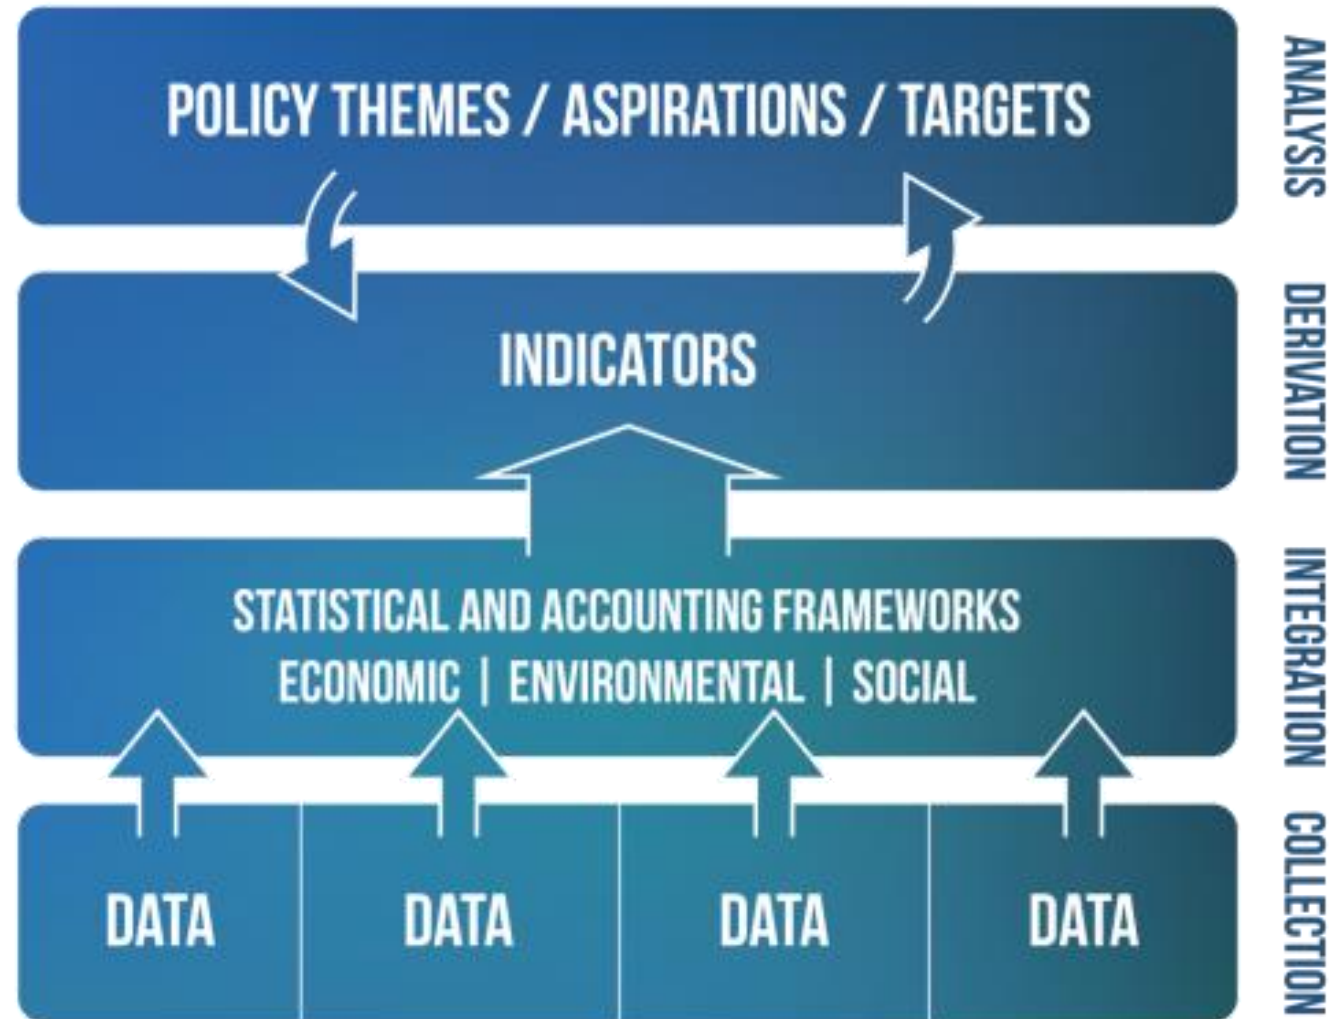 POLICY THEMES / ASPIRATIONS / TARGETS
ANALYSIS
INDICATORS
DERIVATION
STATISTICAL AND ACCOUNTING FRAMEWORKS
ECONOMIC | ENVIRONMENTAL | SOCIAL
INTEGRATION
DATA
DATA
DATA
DATA
COLLECTION